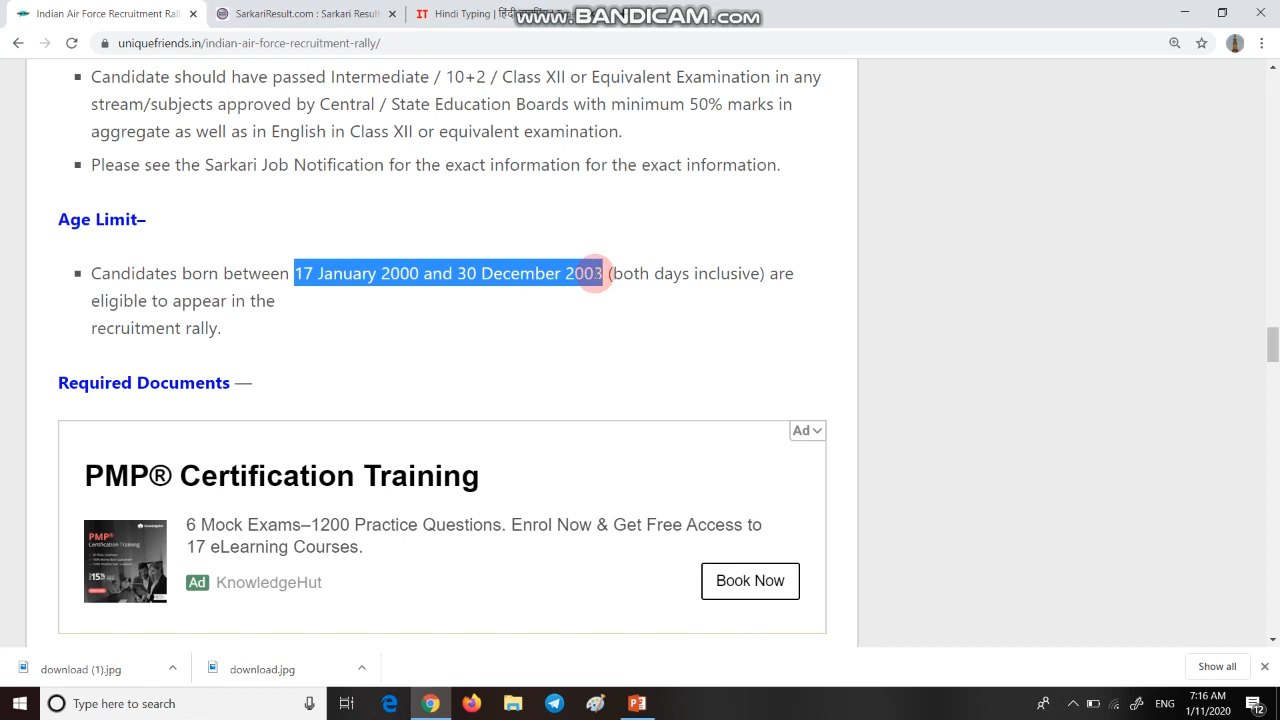 Indian Air Force Recruitment Ral
SarkariResult.com : Sarkari Result
IT Hindi Typing |
www.BANDICAM.com
uniquefriends.in/indian-air-force-recruitment-rally/
Candidate should have passed Intermediate / 10+2 / Class XII or Equivalent Examination in any
stream/subjects approved by Central / State Education Boards with minimum 50% marks in
aggregate as well as in English in Class XII or equivalent examination.
Please see the Sarkari Job Notification for the exact information for the exact information.
Age Limit–
Candidates born between 17 January 2000 and 30 December 2003 (both days inclusive) are
eligible to appear in the
recruitment rally.
Required Documents —
Ad
PMP® Certification Training
6 Mock Exams–1200 Practice Questions. Enrol Now & Get Free Access to
17 eLearning Courses.
Ad KnowledgeHut
Book Now
download (1).jpg
download.jpg
Show all
Type here to search
ENG
7:16 AM
1/11/2020
12